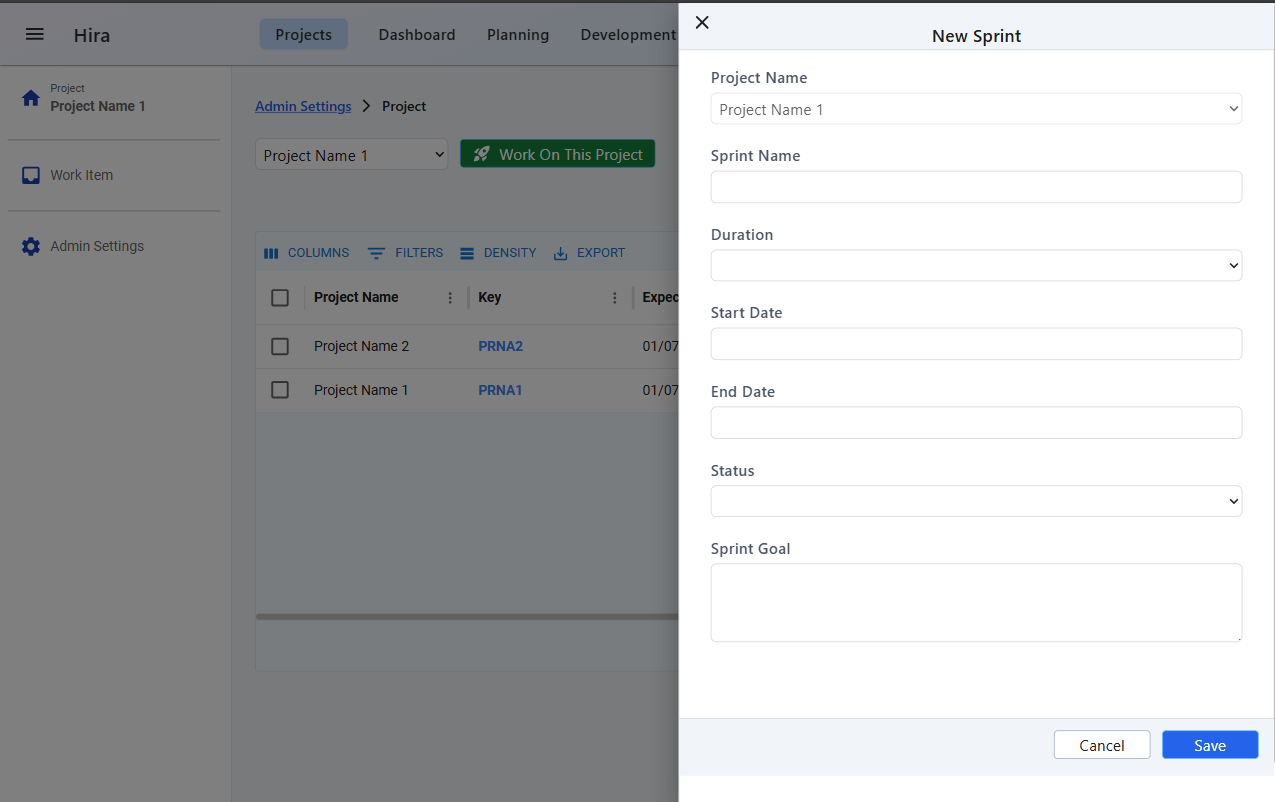 Hira
Projects
Dashboard
Planning
Development
Project
Project Name 1
Work Item
Admin Settings
Admin Settings > Project
Project Name 1
Work On This Project
COLUMNS
FILTERS
DENSITY
EXPORT
Project Name
Key
Expec
Project Name 2
PRNA2
01/07
Project Name 1
PRNA1
01/07
New Sprint
Project Name
Project Name 1
Sprint Name
Duration
Start Date
End Date
Status
Sprint Goal
Cancel
Save